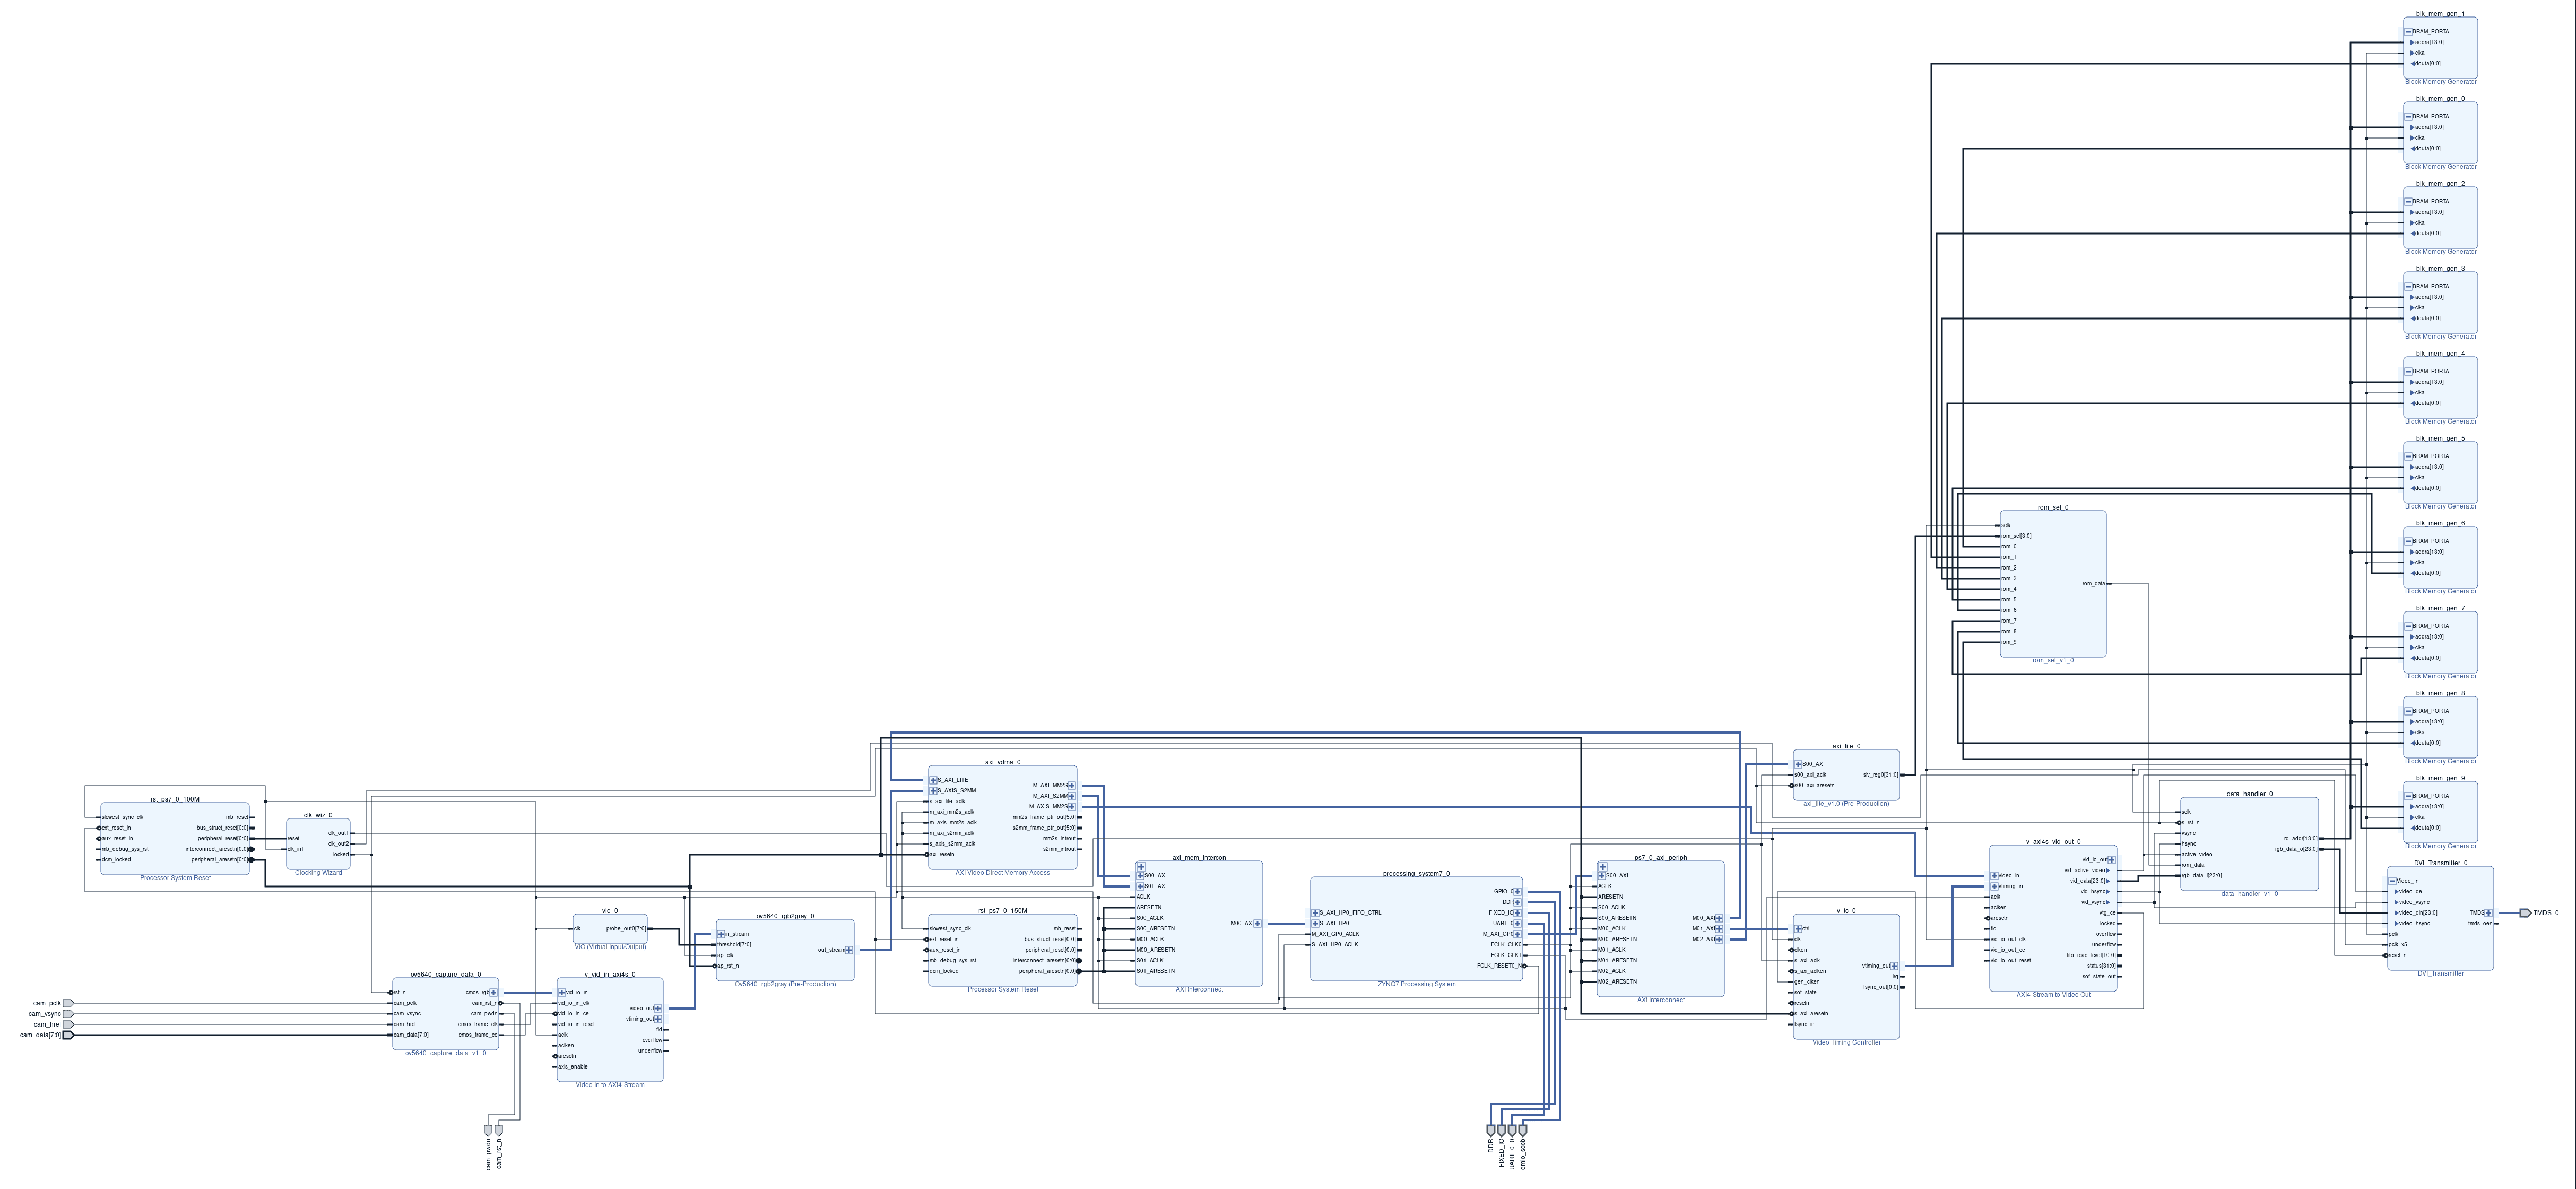 blk_mem_gen_1
BRAM_PORTA
addra[13:0]
clka
douta[0:0]
Block Memory Generator
blk_mem_gen_0
BRAM_PORTA
addra[13:0]
clka
douta[0:0]
Block Memory Generator
blk_mem_gen_2
BRAM_PORTA
addra[13:0]
clka
douta[0:0]
Block Memory Generator
blk_mem_gen_3
BRAM_PORTA
addra[13:0]
clka
douta[0:0]
Block Memory Generator
blk_mem_gen_4
BRAM_PORTA
addra[13:0]
clka
douta[0:0]
Block Memory Generator
blk_mem_gen_5
BRAM_PORTA
addra[13:0]
clka
douta[0:0]
Block Memory Generator
blk_mem_gen_6
BRAM_PORTA
addra[13:0]
clka
douta[0:0]
Block Memory Generator
blk_mem_gen_7
BRAM_PORTA
addra[13:0]
clka
douta[0:0]
Block Memory Generator
blk_mem_gen_8
BRAM_PORTA
addra[13:0]
clka
douta[0:0]
Block Memory Generator
blk_mem_gen_9
BRAM_PORTA
addra[13:0]
clka
douta[0:0]
Block Memory Generator
rom_sel_0
sclk
rom_sel[3:0]
rom_0
rom_1
rom_2
rom_3
rom_4
rom_5
rom_6
rom_7
rom_8
rom_9
rom_data
rom_sel_v1_0
rst_ps7_0_100M
slowest_sync_clk
ext_reset_in
aux_reset_in
mb_debug_sys_rst
dcm_locked
mb_reset
bus_struct_reset[0:0]
peripheral_reset[0:0]
interconnect_aresetn[0:0]
peripheral_aresetn[0:0]
Processor System Reset
clk_wiz_0
reset
clk_in1
clk_out1
clk_out2
locked
Clocking Wizard
cam_pclk
cam_vsync
cam_href
cam_data[7:0]
ov5640_capture_data_0
rst_n
cam_pclk
cam_vsync
cam_href
cam_data[7:0]
cmos_rgb
cam_rst_n
cam_pwdn
cmos_frame_clk
cmos_frame_ce
ov5640_capture_data_v1_0
cam_pwdn
cam_rst_n
vio_0
clk
probe_out0[7:0]
VIO (Virtual Input/Output)
v_vid_in_axi4s_0
vid_io_in
vid_io_in_clk
vid_io_in_ce
vid_io_in_reset
aclk
aclken
aresetn
axis_enable
video_out
vtiming_out
fid
overflow
underflow
Video In to AXI4-Stream
ov5640_rgb2gray_0
in_stream
threshold[7:0]
ap_clk
ap_rst_n
out_stream
Ov5640_rgb2gray (Pre-Production)
axi_vdma_0
S_AXI_LITE
S_AXIS_S2MM
s_axi_lite_aclk
m_axi_mm2s_aclk
m_axis_mm2s_aclk
m_axi_s2mm_aclk
s_axis_s2mm_aclk
axi_resetn
M_AXI_MM2S
M_AXI_S2MM
M_AXIS_MM2S
mm2s_frame_ptr_out[5:0]
s2mm_frame_ptr_out[5:0]
mm2s_introut
s2mm_introut
AXI Video Direct Memory Access
rst_ps7_0_150M
slowest_sync_clk
ext_reset_in
aux_reset_in
mb_debug_sys_rst
dcm_locked
mb_reset
bus_struct_reset[0:0]
peripheral_reset[0:0]
interconnect_aresetn[0:0]
peripheral_aresetn[0:0]
Processor System Reset
axi_mem_intercon
S00_AXI
S01_AXI
ACLK
ARESETN
S00_ACLK
S00_ARESETN
M00_ACLK
M00_ARESETN
S01_ACLK
S01_ARESETN
M00_AXI
AXI Interconnect
processing_system7_0
S_AXI_HP0_FIFO_CTRL
S_AXI_HP0
M_AXI_GP0_ACLK
S_AXI_HP0_ACLK
GPIO_0
DDR
FIXED_IO
UART_0
M_AXI_GP0
FCLK_CLK0
FCLK_CLK1
FCLK_RESET0_N
ZYNQ7 Processing System
DDR
FIXED_IO
UART_0_0
emio_sccb
ps7_0_axi_periph
S00_AXI
ACLK
ARESETN
S00_ACLK
S00_ARESETN
M00_ACLK
M00_ARESETN
M01_ACLK
M01_ARESETN
M02_ACLK
M02_ARESETN
M00_AXI
M01_AXI
M02_AXI
AXI Interconnect
axi_lite_0
S00_AXI
s00_axi_aclk
s00_axi_aresetn
slv_reg0[31:0]
axi_lite_v1.0 (Pre-Production)
v_tc_0
ctrl
clk
clken
s_axi_aclk
s_axi_aclken
gen_clken
sof_state
resetn
s_axi_aresetn
fsync_in
vtiming_out
irq
fsync_out[0:0]
Video Timing Controller
v_axi4s_vid_out_0
video_in
vtiming_in
aclk
aclken
aresetn
fid
vid_io_out_clk
vid_io_out_ce
vid_io_out_reset
vid_io_out
vid_active_video
vid_data[23:0]
vid_hsync
vid_vsync
vtg_ce
locked
overflow
underflow
fifo_read_level[10:0]
status[31:0]
sof_state_out
AXI4-Stream to Video Out
data_handler_0
sclk
s_rst_n
vsync
hsync
active_video
rom_data
rgb_data_i[23:0]
rd_addr[13:0]
rgb_data_o[23:0]
data_handler_v1_0
DVI_Transmitter_0
Video_In
video_de
video_vsync
video_din[23:0]
video_hsync
pclk
pclk_x5
reset_n
TMDS
tmds_oen
DVI_Transmitter
TMDS_0